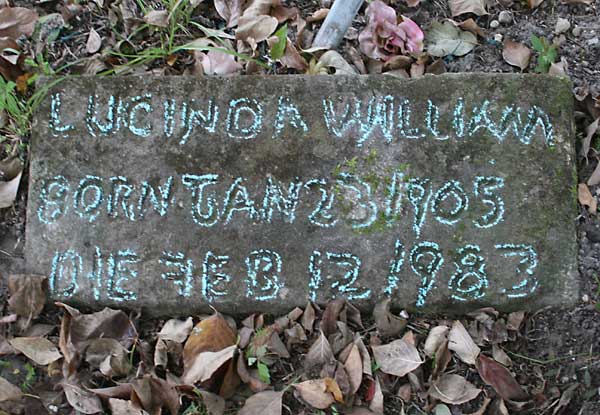 LUCINDA WILLIAM
BORN JAN 23 1905
DIE FEB 12 1983